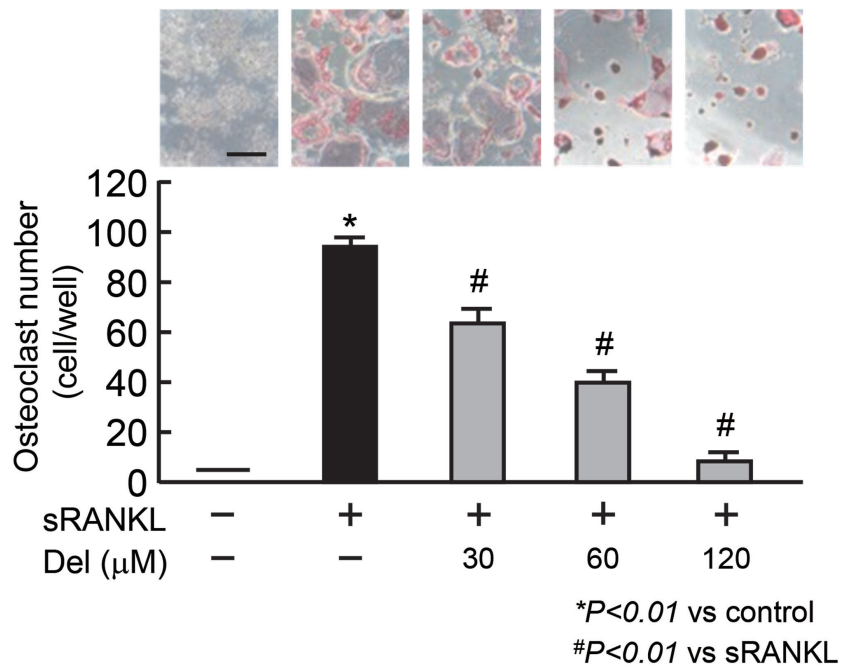 120
100
80
60
40
20
0
Osteoclast number
(cell/well)
*
#
#
#
sRANKL − + + + +
Del (μM) − − 30 60 120
*P<0.01 vs control
#P<0.01 vs sRANKL